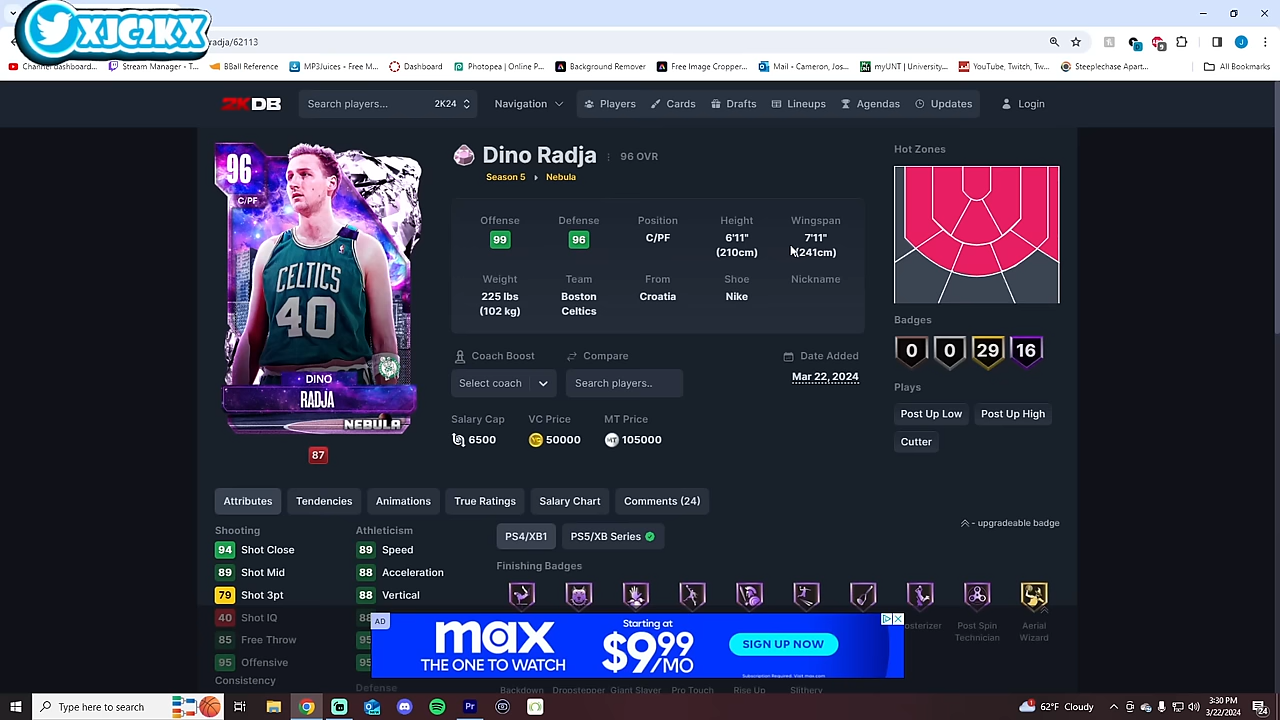 XJC2KX
radja/62113
Channel dashboard...
Stream Manager - T...
BBall Reference
MP3Juices • Free M...
Dashboard
Free Online P...
Free Image Cropper...
YouTube, Twitch, Tw...
Steeplechase Apart...
All Bookmarks
2KDB
Search players...
2K24
Navigation
Players
Cards
Drafts
Lineups
Agendas
Updates
Login
96
C/PF
CELTICS
40
DINO
RADJA
NEBULA
87
Dino Radja
96 OVR
Season 5
Nebula
Offense
Defense
Position
Height
Wingspan
99
96
C/PF
6'11"
(210cm)
7'11"
(241cm)
Weight
Team
From
Shoe
Nickname
225 lbs
(102 kg)
Boston
Celtics
Croatia
Nike
Coach Boost
Compare
Date Added
Select coach
Search players..
Mar 22, 2024
Salary Cap
VC Price
MT Price
6500
50000
105000
Hot Zones
Badges
0
0
29
16
Plays
Post Up Low
Post Up High
Cutter
Attributes
Tendencies
Animations
True Ratings
Salary Chart
Comments (24)
- upgradeable badge
Shooting
94 Shot Close
89 Shot Mid
79 Shot 3pt
40 Shot IQ
85 Free Throw
95 Offensive
Consistency
Athleticism
89 Speed
88 Acceleration
88 Vertical
Defense
PS4/XB1
PS5/XB Series
Finishing Badges
Post Spin
Technician
Aerial
Wizard
Backdown
Dropstepper
Giant Slayer
Pro Touch
Rise Up
Slithery
AD
max
THE ONE TO WATCH
Starting at
$9.99/MO
SIGN UP NOW
Subscription Required. Visit max.com
Type here to search
62°F Cloudy
3:30 PM
3/22/2024